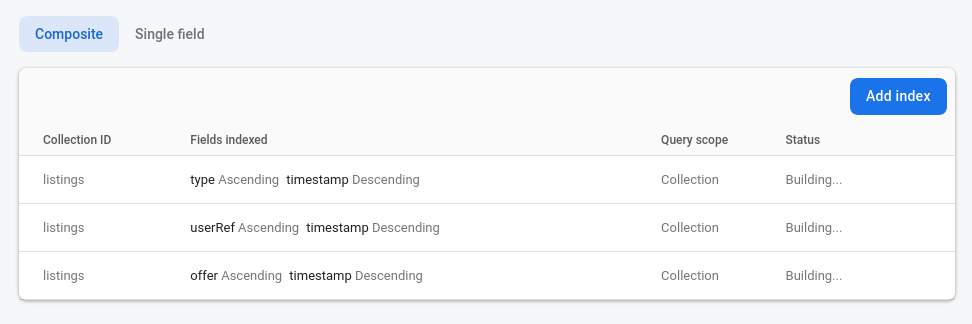 Composite Single field
Add index
Collection ID Fields indexed Query scope Status
listings type Ascending timestamp Descending Collection Building...
listings userRef Ascending timestamp Descending Collection Building...
listings offer Ascending timestamp Descending Collection Building...